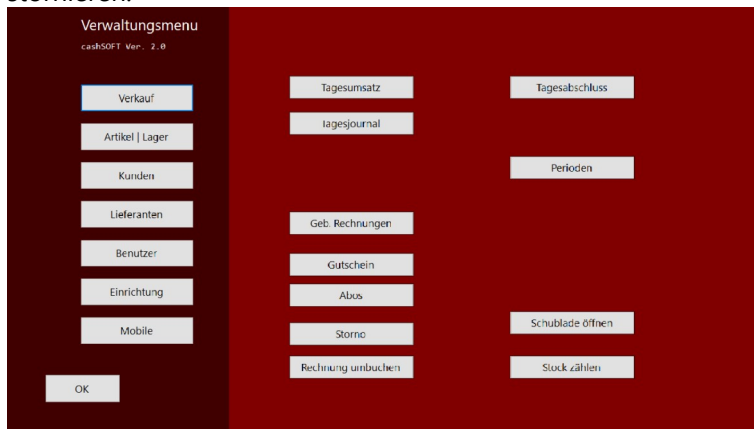 stornieren.
Verwaltungsmenu
cashSOFT Ver. 2.0
Verkauf
Artikel | Lager
Kunden
Lieferanten
Benutzer
Einrichtung
Mobile
OK
Tagesumsatz
Tagesjournal
Geb. Rechnungen
Gutschein
Abos
Storno
Rechnung umbuchen
Tagesabschluss
Perioden
Schublade öffnen
Stock zählen